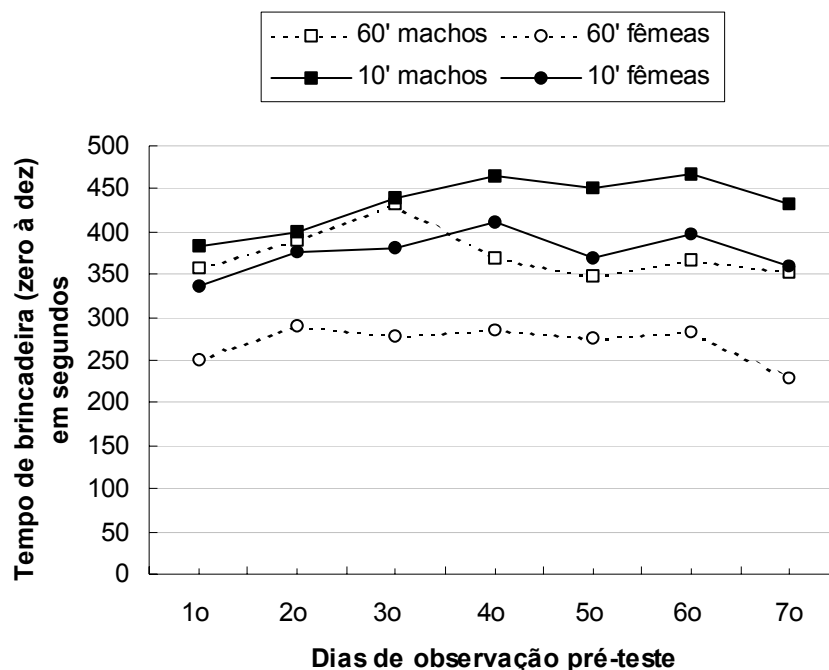 60' machos 60' fêmeas
10' machos 10' fêmeas
Tempo de brincadeira (zero à dez)
em segundos
500
450
400
350
300
250
200
150
100
50
0
1o 2o 3o 4o 5o 6o 7o
Dias de observação pré-teste